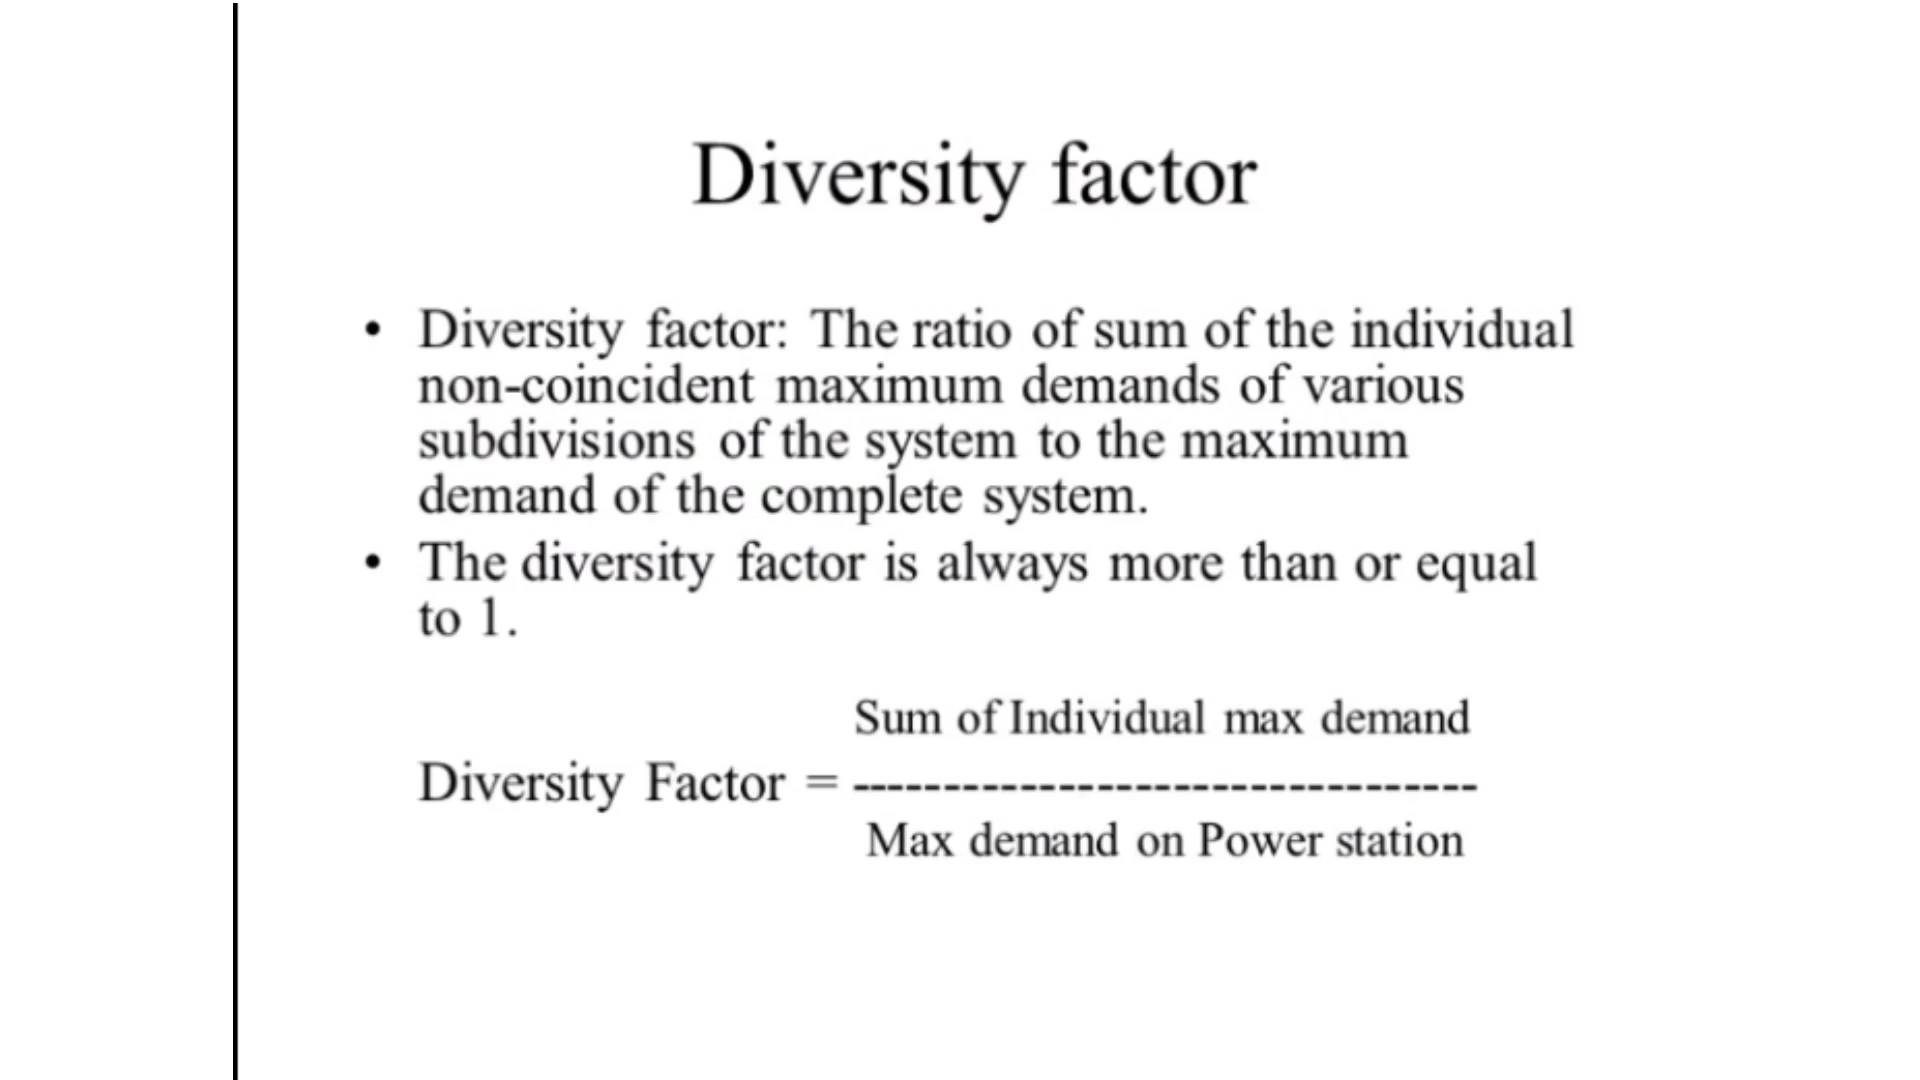 Diversity factor
• Diversity factor: The ratio of sum of the individual
non-coincident maximum demands of various
subdivisions of the system to the maximum
demand of the complete system.
• The diversity factor is always more than or equal
to 1.
Sum of Individual max demand
Diversity Factor = ---------------------------------
Max demand on Power station